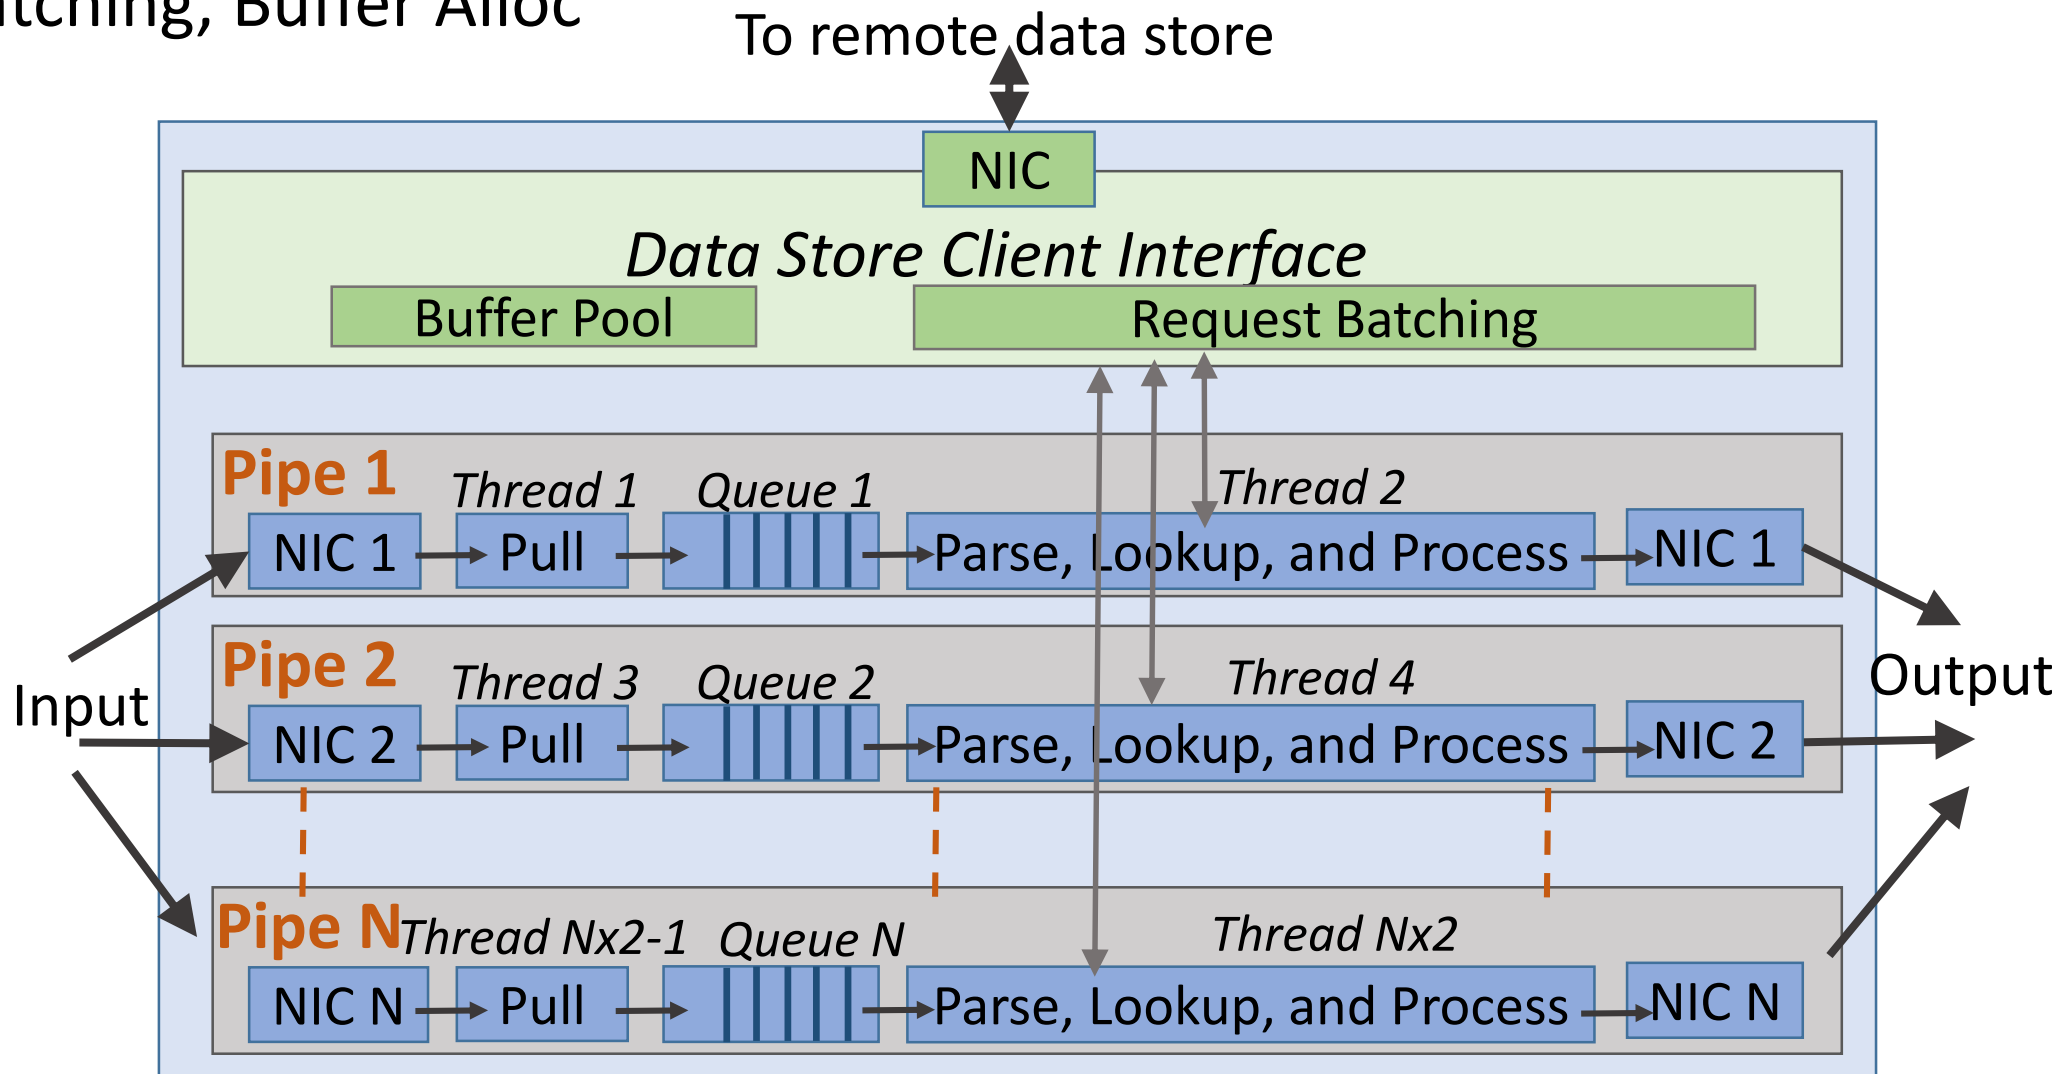 Buffer Alloc
To remote data store
NIC
Data Store Client Interface
Buffer Pool
Request Batching
Pipe 1
Thread 1
Queue 1
Thread 2
NIC 1
Pull
Parse, Lookup, and Process
NIC 1
Input
Output
Pipe 2
Thread 3
Queue 2
Thread 4
NIC 2
Pull
Parse, Lookup, and Process
NIC 2
Pipe N
Thread Nx2-1
Queue N
Thread Nx2
NIC N
Pull
Parse, Lookup, and Process
NIC N